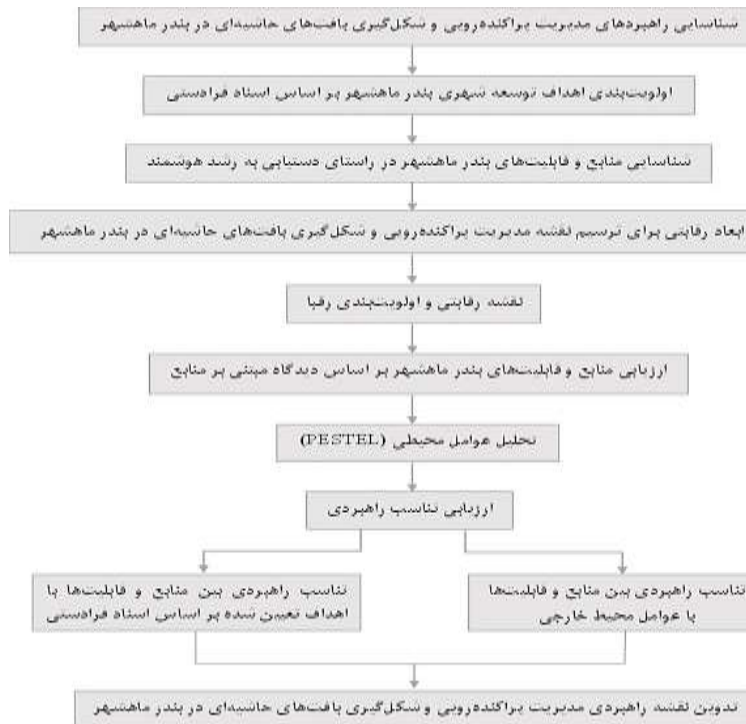 شناسایی راهبردهای مدیریت پراکنده‌رویی و شکل‌گیری بافت‌های حاشیه‌ای در بندر ماهشهر
اولویت‌بندی اهداف توسعه شهری بندر ماهشهر بر اساس اسناد فرادستی
شناسایی منابع و قابلیت‌های بندر ماهشهر در راستای دستیابی به رشد هوشمند
ابعاد رقابتی برای ترسیم نقشه مدیریت پراکنده‌رویی و شکل‌گیری بافت‌های حاشیه‌ای در بندر ماهشهر
نقشه رقابتی و اولویت‌بندی رقبا
ارزیابی منابع و قابلیت‌های بندر ماهشهر بر اساس دیدگاه مبتنی بر منابع
تحلیل عوامل محیطی (PESTEL)
ارزیابی تناسب راهبردی
تناسب راهبردی بین منابع و قابلیت‌ها
با عوامل محیط خارجی
تناسب راهبردی بین منابع و قابلیت‌ها با
اهداف تعیین شده بر اساس اسناد فرادستی
تدوین نقشه راهبردی مدیریت پراکنده‌رویی و شکل‌گیری بافت‌های حاشیه‌ای در بندر ماهشهر